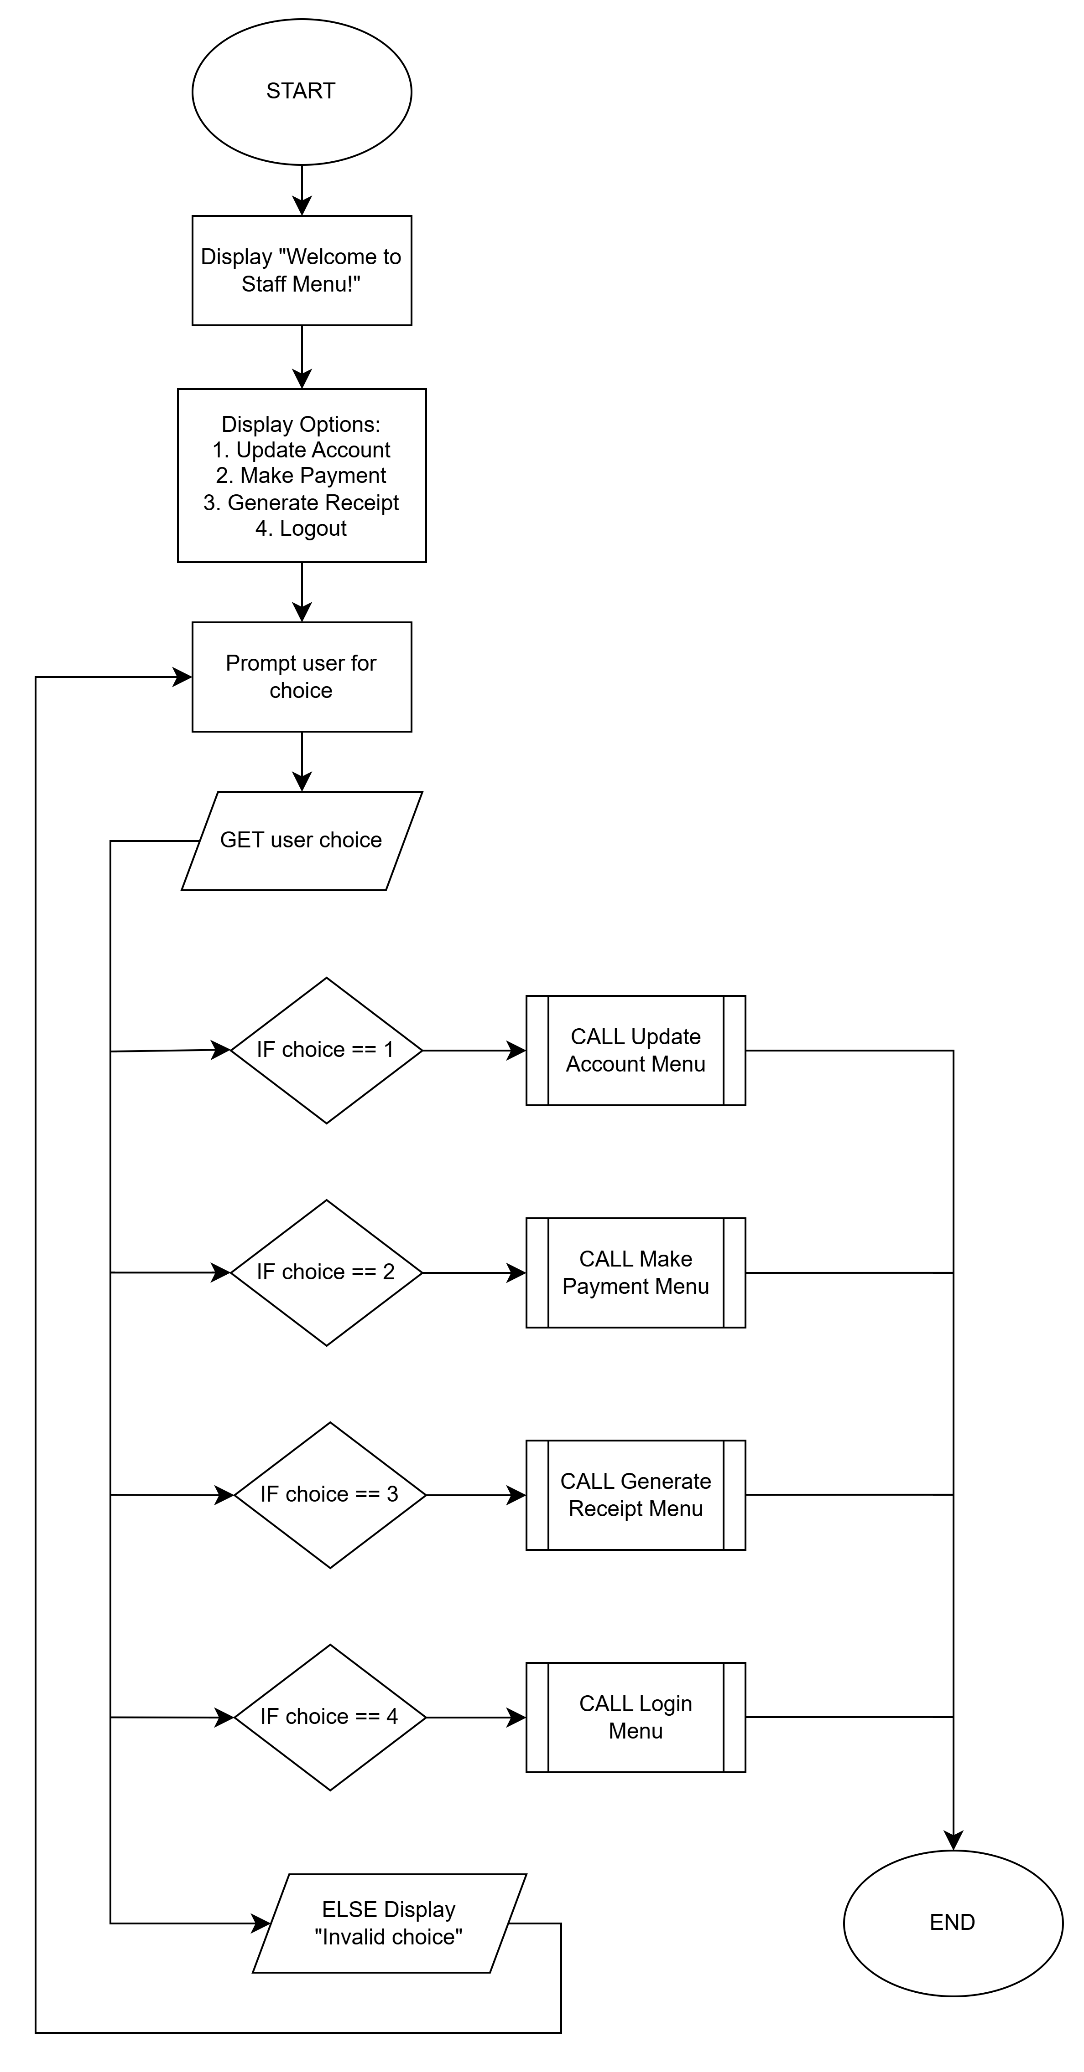 START
Display "Welcome to
Staff Menu!"
Display Options:
1. Update Account
2. Make Payment
3. Generate Receipt
4. Logout
Prompt user for
choice
GET user choice
IF choice == 1
CALL Update
Account Menu
IF choice == 2
CALL Make
Payment Menu
IF choice == 3
CALL Generate
Receipt Menu
IF choice == 4
CALL Login
Menu
ELSE Display
"Invalid choice"
END